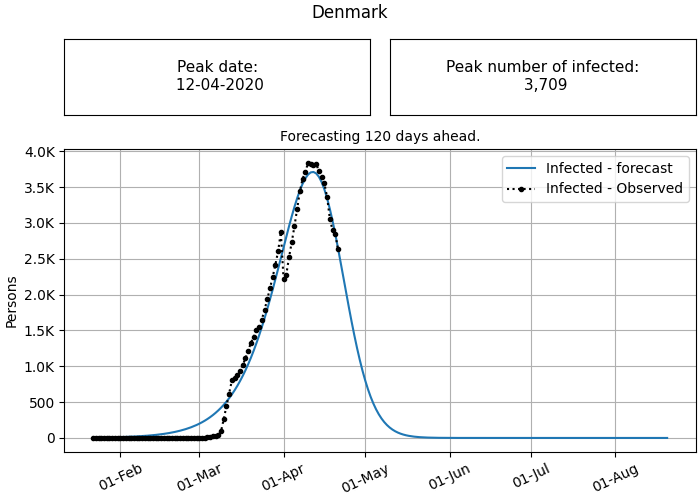 Denmark
Peak date:
12-04-2020
Peak number of infected:
3,709
Forecasting 120 days ahead.
Infected - forecast
Infected - Observed
Persons
4.0K
3.5K
3.0K
2.5K
2.0K
1.5K
1.0K
500
0
01-Feb
01-Mar
01-Apr
01-May
01-Jun
01-Jul
01-Aug